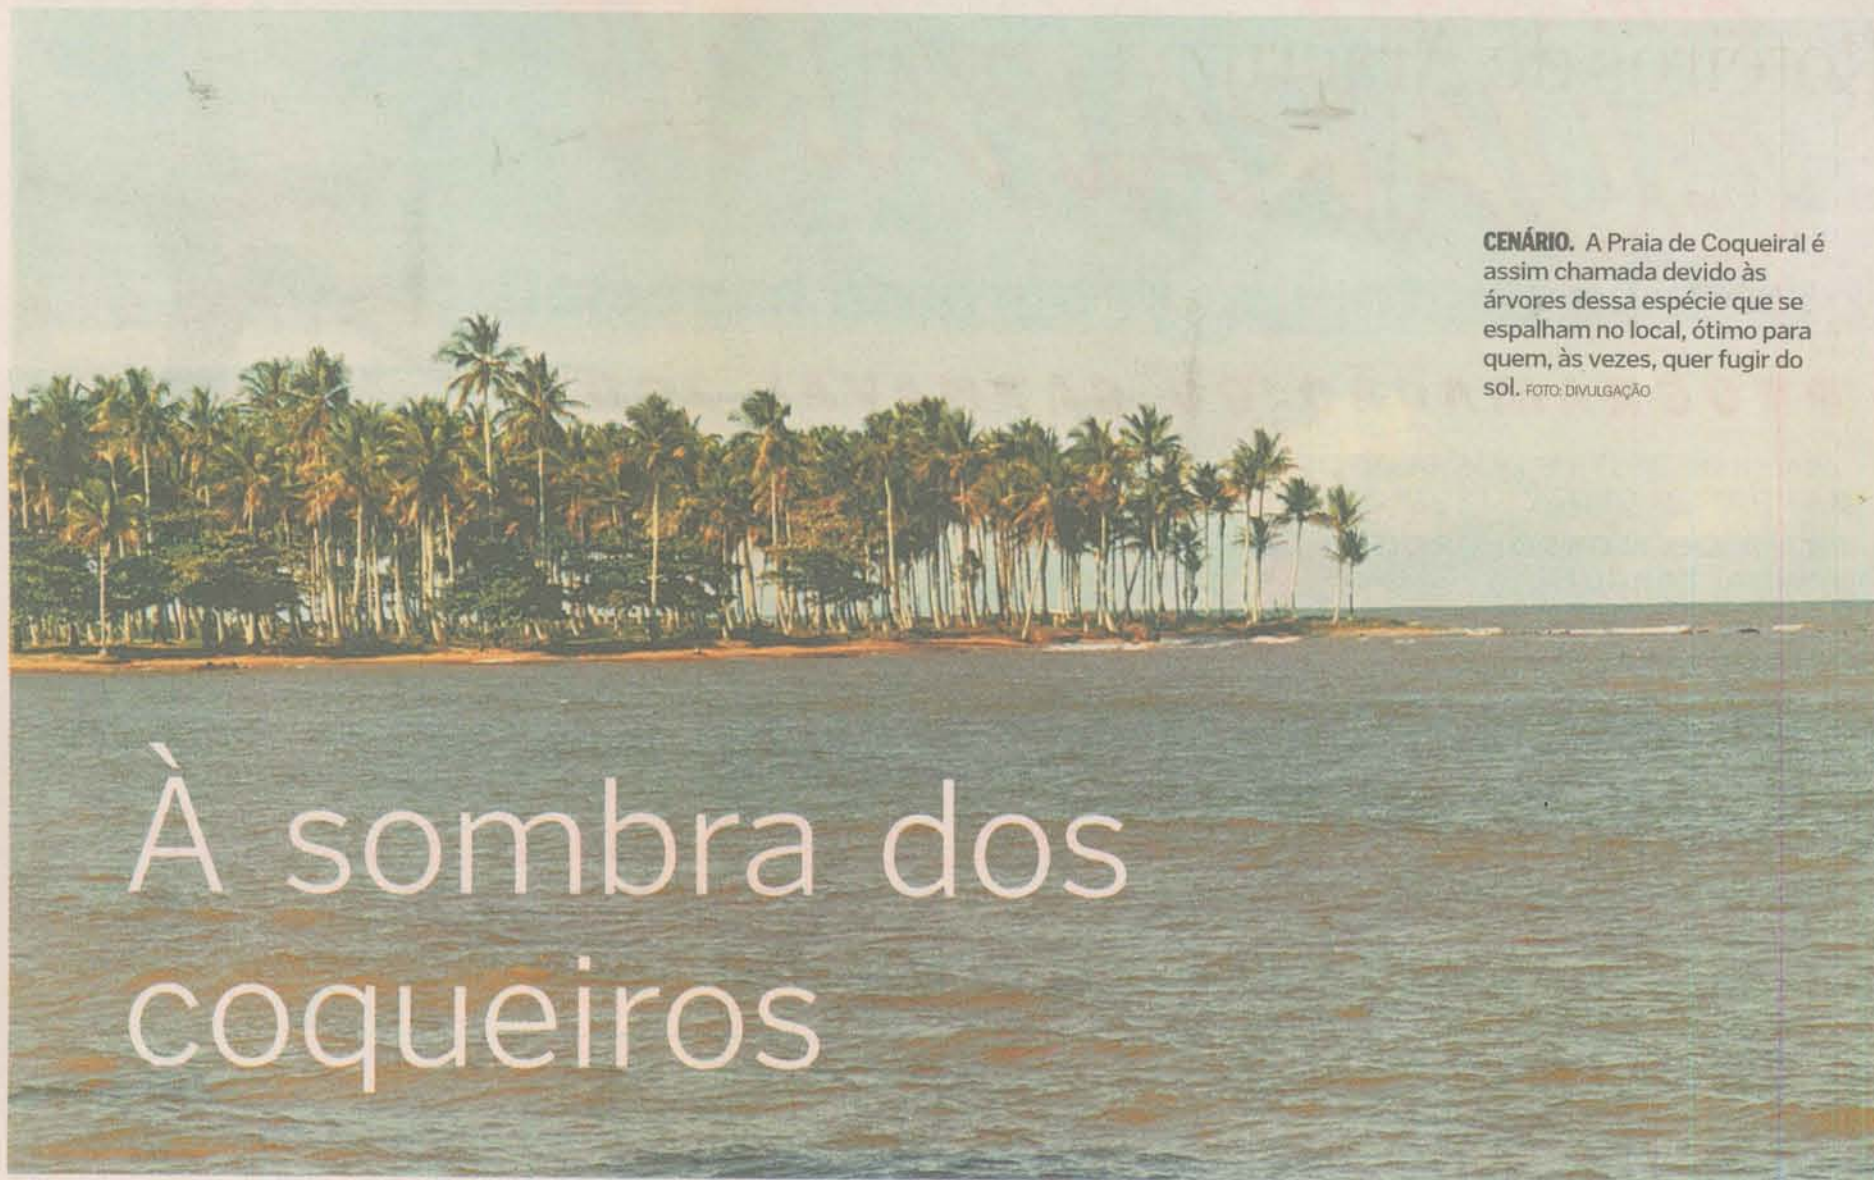 CENÁRIO. A Praia de Coqueiral é
assim chamada devido às
árvores dessa espécie que se
espalham no local, ótimo para
quem, às vezes, quer fugir do
sol. FOTO: DIVULGAÇÃO
À sombra dos
coqueiros